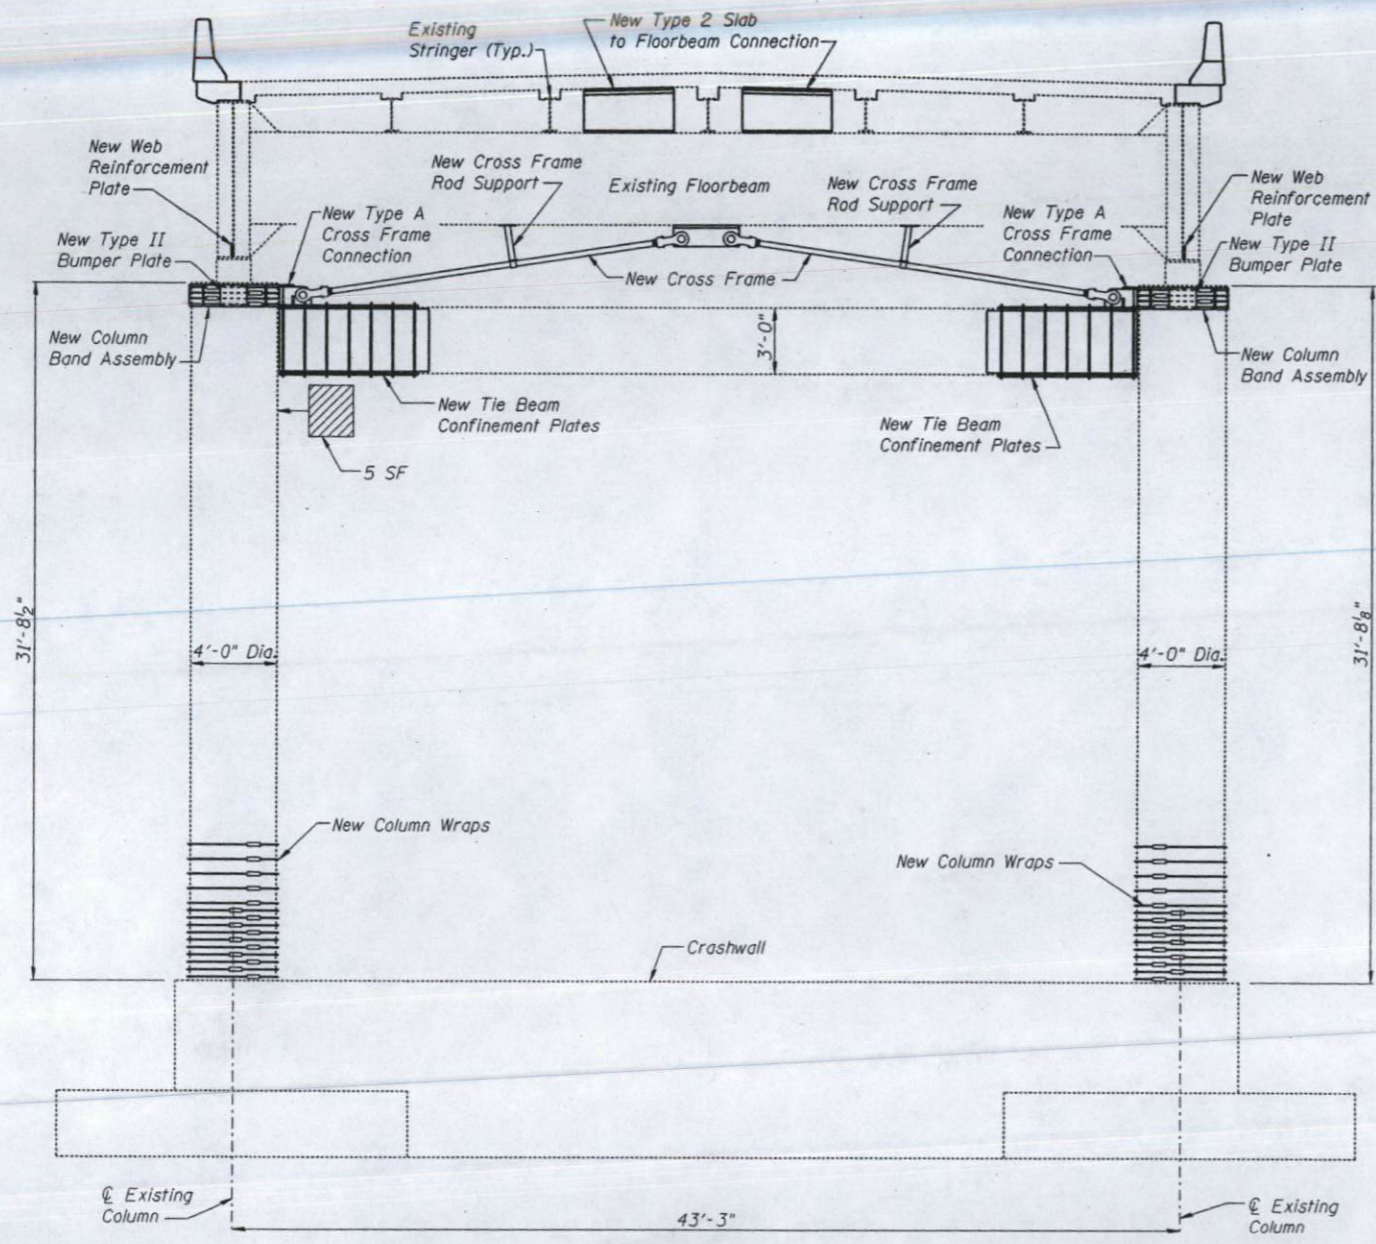 Existing
Stringer (Typ.)
New Type 2 Slab
to Floorbeam Connection
New Web
Reinforcement
Plate
New Cross Frame
Rod Support
Existing Floorbeam
New Cross Frame
Rod Support
New Web
Reinforcement
Plate
New Type A
Cross Frame
Connection
New Type A
Cross Frame
Connection
New Type II
Bumper Plate
New Type II
Bumper Plate
New Cross Frame
New Column
Band Assembly
3'-0"
New Column
Band Assembly
New Tie Beam
Confinement Plates
New Tie Beam
Confinement Plates
5 SF
31'-8½"
4'-0" Dia.
4'-0" Dia.
31'-8⅛"
New Column Wraps
New Column Wraps
Crashwall
℄ Existing
Column
43'-3"
℄ Existing
Column